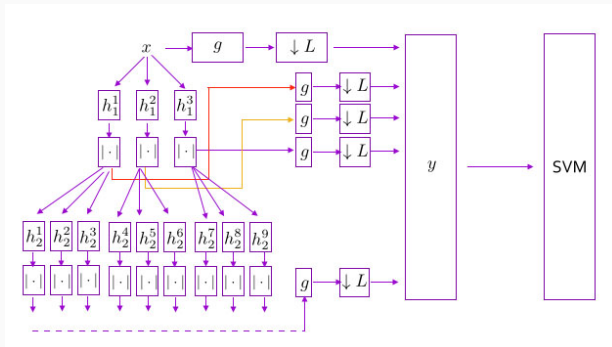 x g ↓ L
h₁¹ h₁² h₁³ g ↓ L
g ↓ L
|·| |·| |·| g ↓ L
y SVM
h₂¹ h₂² h₂³ h₂⁴ h₂⁵ h₂⁶ h₂⁷ h₂⁸ h₂⁹
|·| |·| |·| |·| |·| |·| |·| |·| |·| g ↓ L